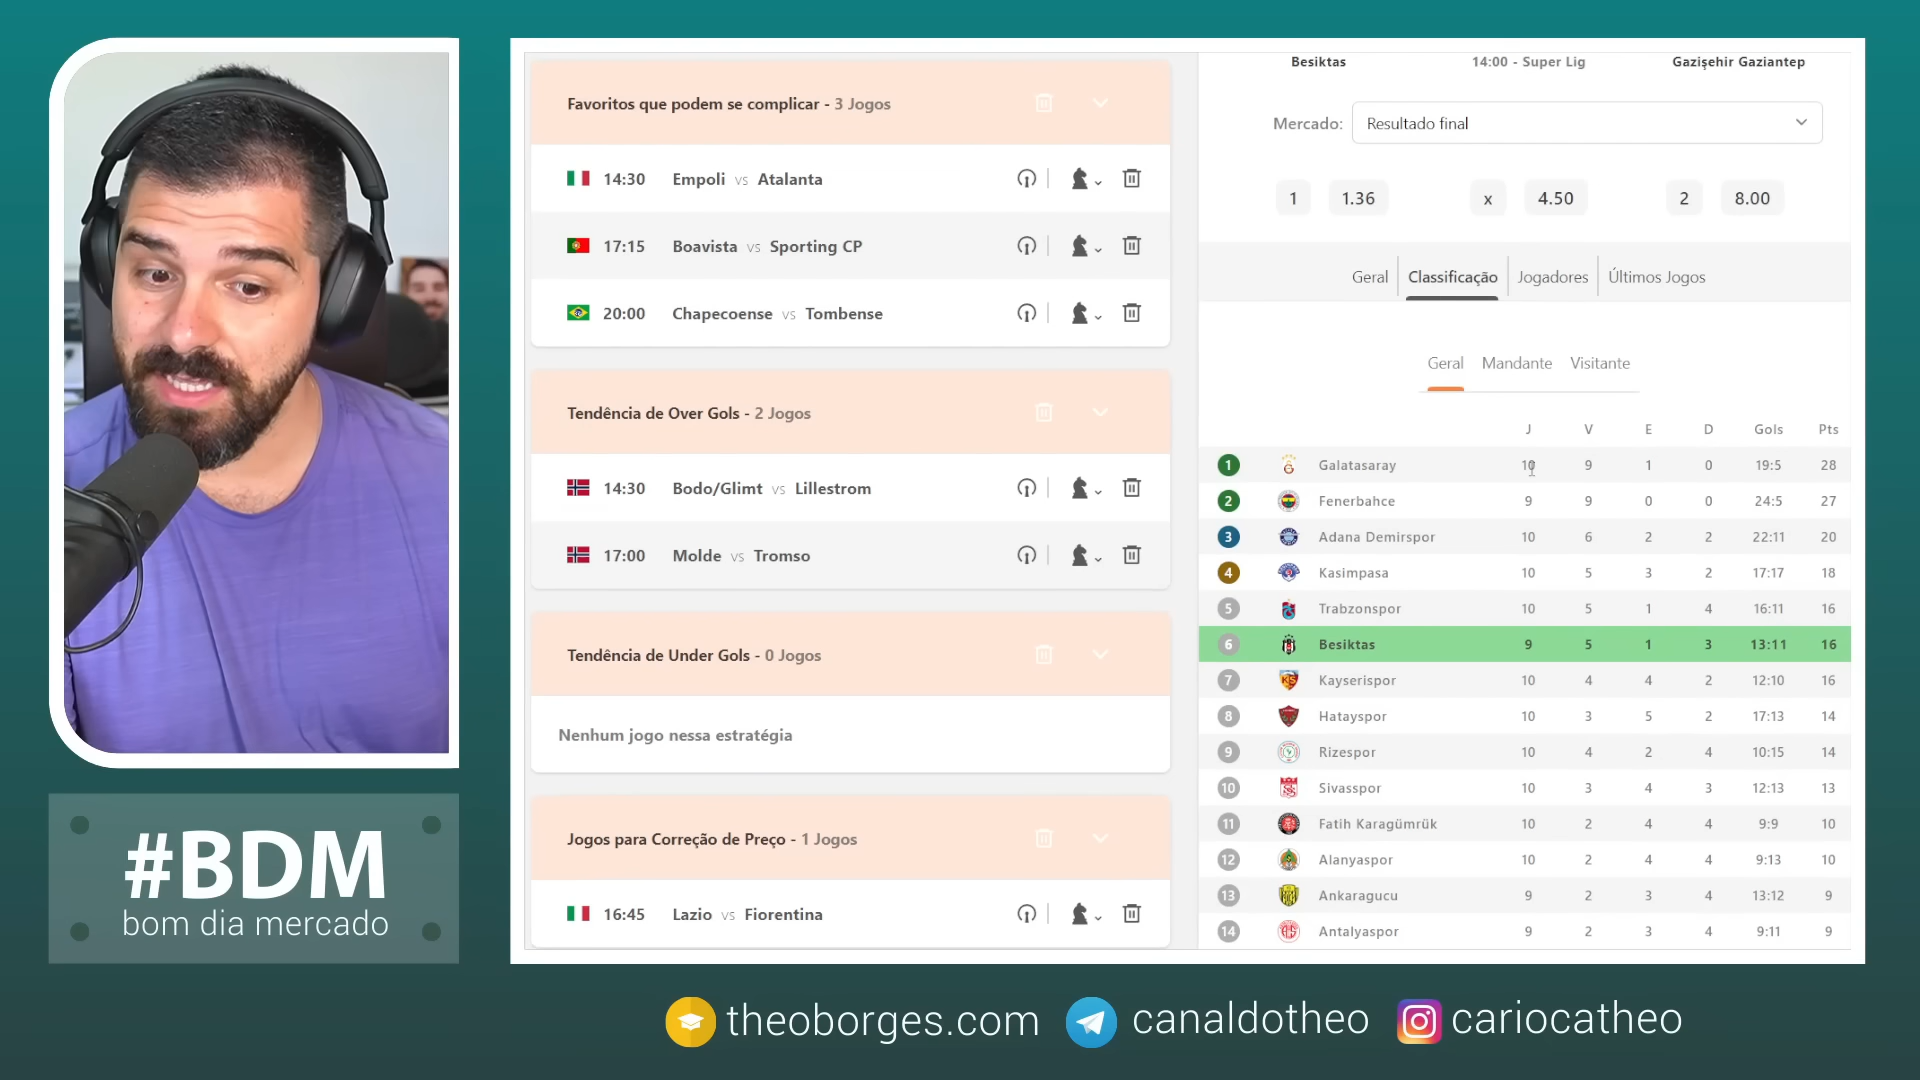 Favoritos que podem se complicar - 3 Jogos
14:30 Empoli vs Atalanta
17:15 Boavista vs Sporting CP
20:00 Chapecoense vs Tombense
Tendência de Over Gols - 2 Jogos
14:30 Bodo/Glimt vs Lillestrom
17:00 Molde vs Tromso
Tendência de Under Gols - 0 Jogos
Nenhum jogo nessa estratégia
Jogos para Correção de Preço - 1 Jogos
16:45 Lazio vs Fiorentina
Besiktas 14:00 - Super Lig Gazişehir Gaziantep
Mercado: Resultado final
1 1.36 x 4.50 2 8.00
Geral Classificação Jogadores Últimos Jogos
Geral Mandante Visitante
J V E D Gols Pts
1 Galatasaray 10 9 1 0 19:5 28
2 Fenerbahce 9 9 0 0 24:5 27
3 Adana Demirspor 10 6 2 2 22:11 20
4 Kasimpasa 10 5 3 2 17:17 18
5 Trabzonspor 10 5 1 4 16:11 16
6 Besiktas 9 5 1 3 13:11 16
7 Kayserispor 10 4 4 2 12:10 16
8 Hatayspor 10 3 5 2 17:13 14
9 Rizespor 10 4 2 4 10:15 14
10 Sivasspor 10 3 4 3 12:13 13
11 Fatih Karagümrük 10 2 4 4 9:9 10
12 Alanyaspor 10 2 4 4 9:13 10
13 Ankaragucu 9 2 3 4 13:12 9
14 Antalyaspor 9 2 3 4 9:11 9
#BDM
bom dia mercado
theoborges.com canaldotheo cariocatheo